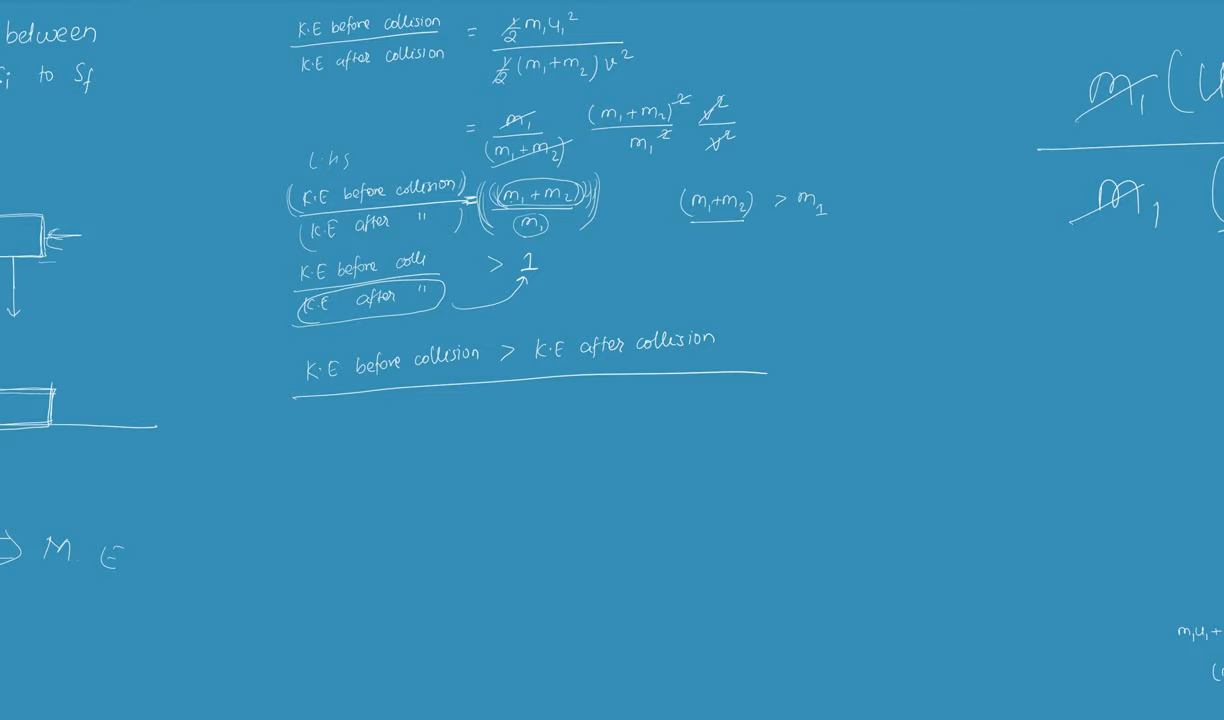 between
to Sf
K.E before collision / K.E after collision = ½ m₁u₁² / ½ (m₁+m₂) v²
= m₁ / (m₁+m₂) (m₁+m₂)² / m₁² v² / v²
L.hs
(K.E before collision) / (K.E after ") = (m₁+m₂) / m₁ (m₁+m₂) > m₁
K.E before colli / K.E after " > 1
K.E before collision > K.E after collision
M. E
m₁ (
m₁ (
m₁u₁ +